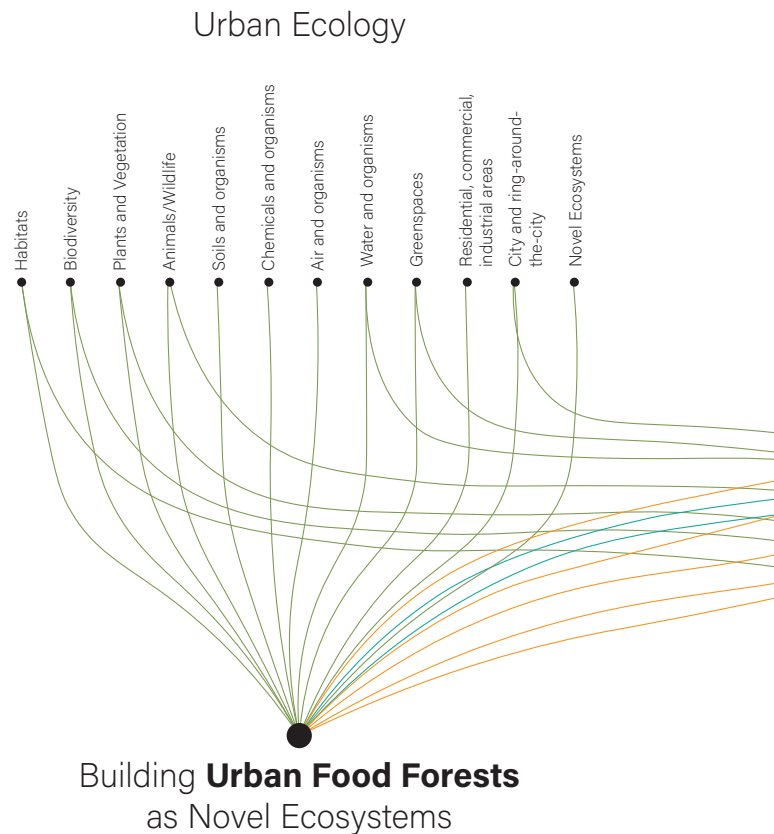 Urban Ecology
Habitats
Biodiversity
Plants and Vegetation
Animals/Wildlife
Soils and organisms
Chemicals and organisms
Air and organisms
Water and organisms
Greenspaces
Residential, commercial,
industrial areas
City and ring-around-
the-city
Novel Ecosystems
Building Urban Food Forests
as Novel Ecosystems